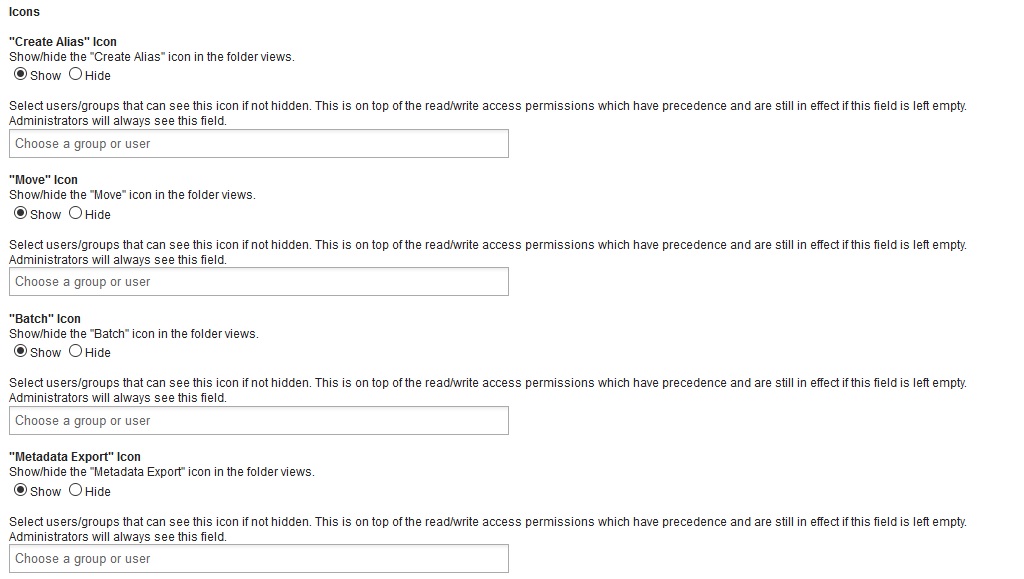 Icons
"Create Alias" Icon
Show/hide the "Create Alias" icon in the folder views.
Show Hide
Select users/groups that can see this icon if not hidden. This is on top of the read/write access permissions which have precedence and are still in effect if this field is left empty.
Administrators will always see this field.
Choose a group or user
"Move" Icon
Show/hide the "Move" icon in the folder views.
Show Hide
Select users/groups that can see this icon if not hidden. This is on top of the read/write access permissions which have precedence and are still in effect if this field is left empty.
Administrators will always see this field.
Choose a group or user
"Batch" Icon
Show/hide the "Batch" icon in the folder views.
Show Hide
Select users/groups that can see this icon if not hidden. This is on top of the read/write access permissions which have precedence and are still in effect if this field is left empty.
Administrators will always see this field.
Choose a group or user
"Metadata Export" Icon
Show/hide the "Metadata Export" icon in the folder views.
Show Hide
Select users/groups that can see this icon if not hidden. This is on top of the read/write access permissions which have precedence and are still in effect if this field is left empty.
Administrators will always see this field.
Choose a group or user